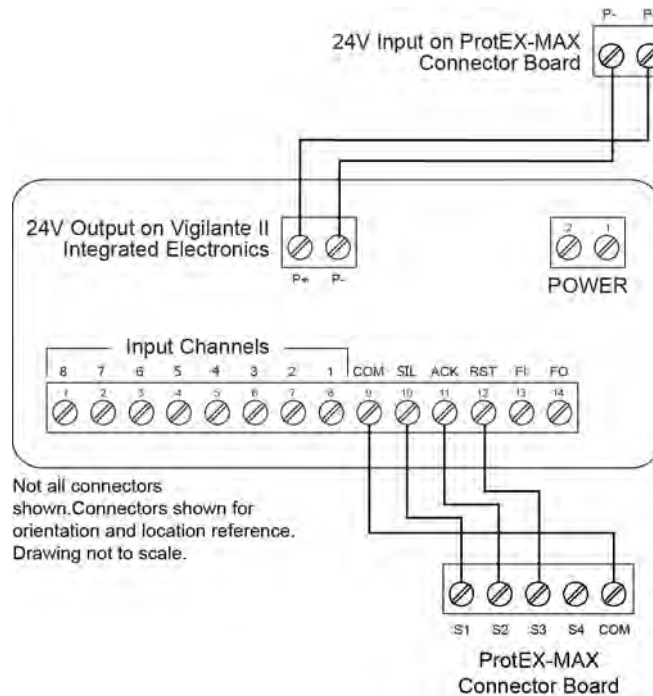 P- P
24V Input on ProtEX-MAX
Connector Board
24V Output on Vigilante II
Integrated Electronics
P+ P-
2 1
POWER
Input Channels
8 7 6 5 4 3 2 1 COM SIL ACK RST FI FO
1 2 3 4 5 6 7 8 9 10 11 12 13 14
Not all connectors
shown.Connectors shown for
orientation and location reference.
Drawing not to scale.
S1 S2 S3 S4 COM
ProtEX-MAX
Connector Board